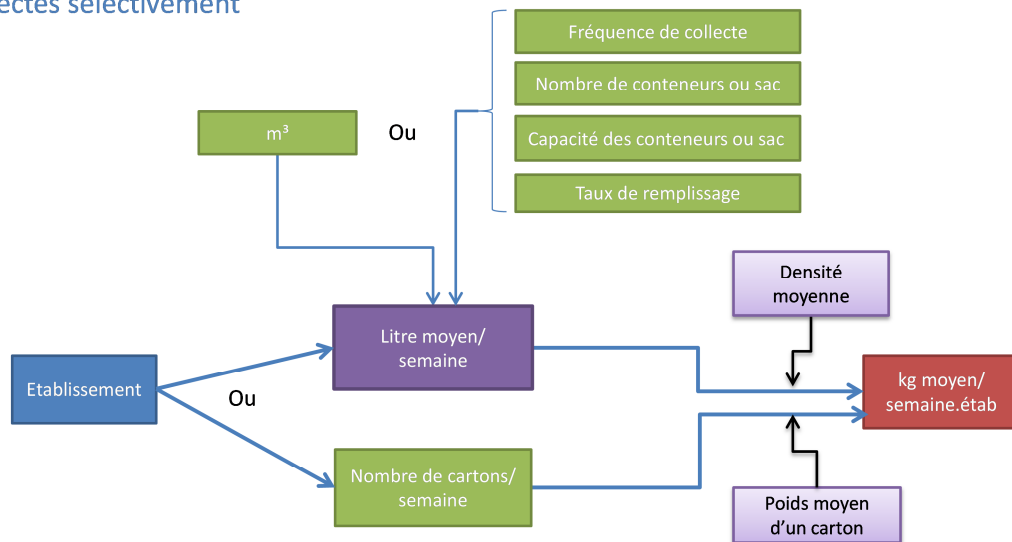 sélectivement
Fréquence de collecte
Nombre de conteneurs ou sac
m³
Ou
Capacité des conteneurs ou sac
Taux de remplissage
Densité
moyenne
Litre moyen/
semaine
Etablissement
Ou
kg moyen/
semaine.étab
Nombre de cartons/
semaine
Poids moyen
d'un carton